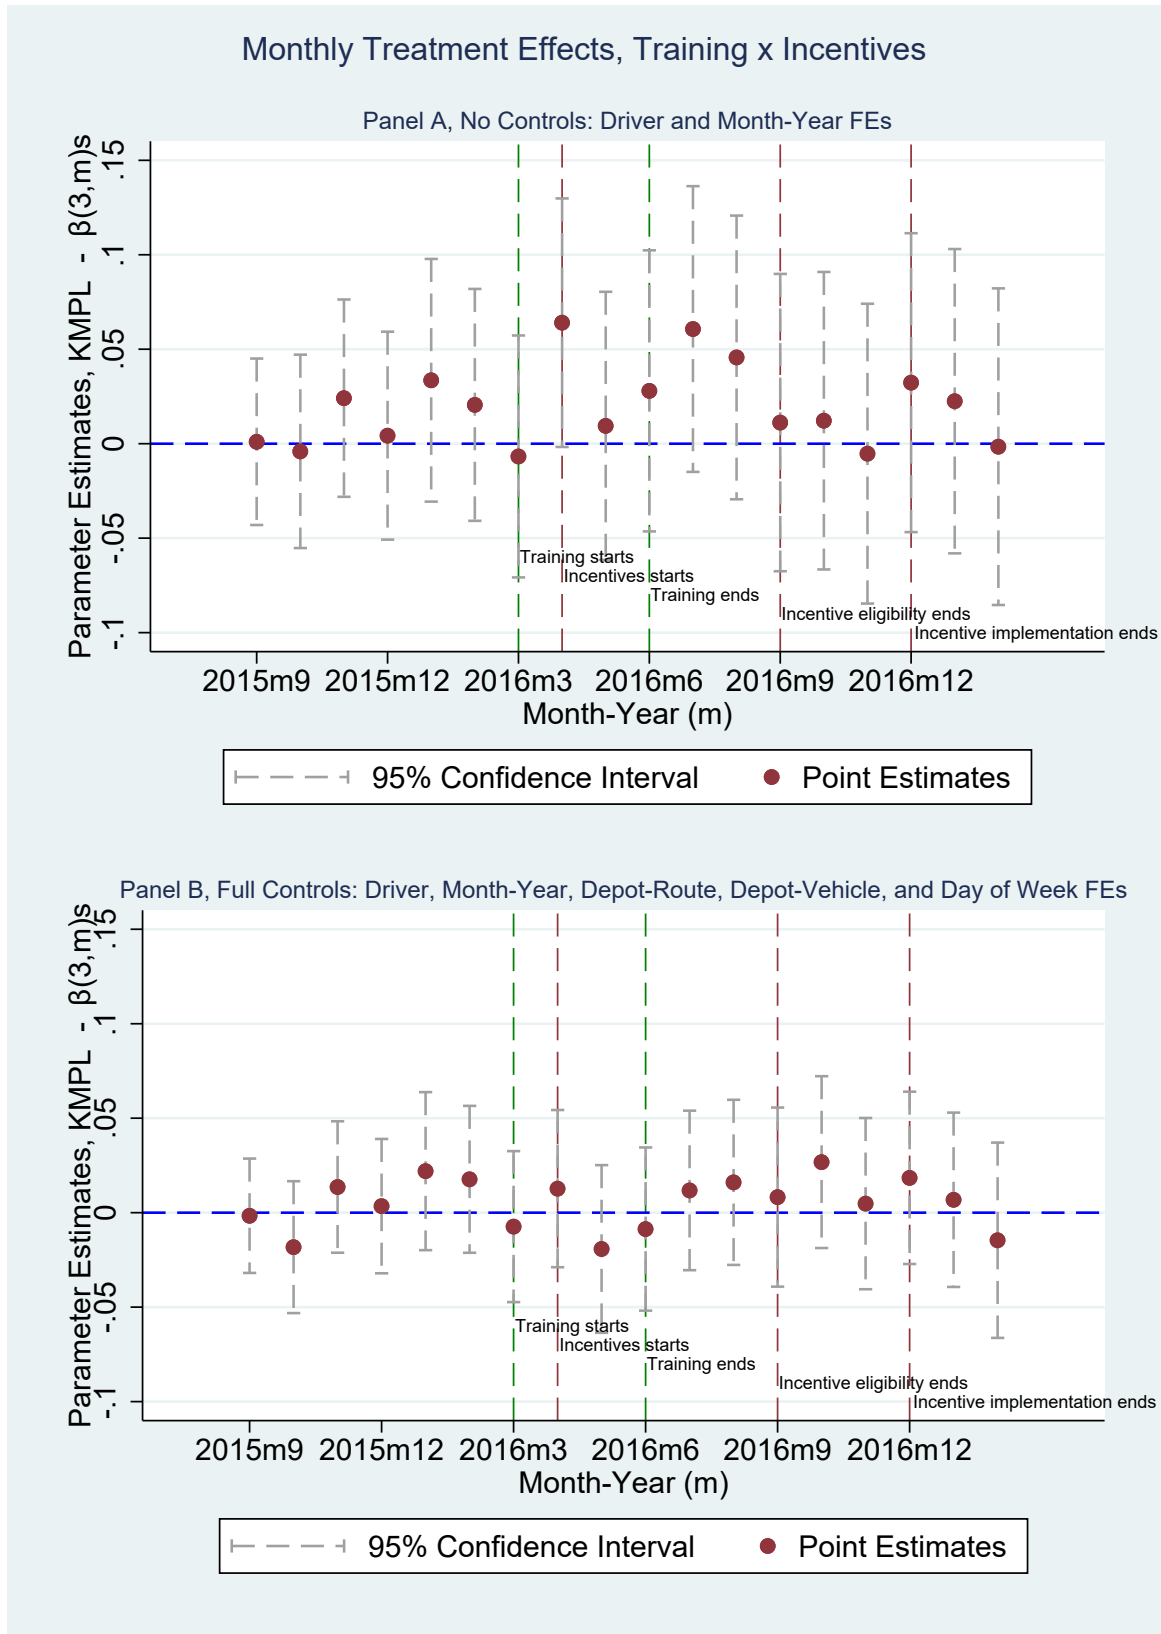 Monthly Treatment Effects, Training x Incentives
Panel A, No Controls: Driver and Month-Year FEs
Parameter Estimates, KMPL - β(3,m)s
.15
.1
.05
0
-.05
-.1
Training starts
Incentives starts
Training ends
Incentive eligibility ends
Incentive implementation ends
2015m9 2015m12 2016m3 2016m6 2016m9 2016m12
Month-Year (m)
95% Confidence Interval Point Estimates
Panel B, Full Controls: Driver, Month-Year, Depot-Route, Depot-Vehicle, and Day of Week FEs
Parameter Estimates, KMPL - β(3,m)s
.15
.1
.05
0
-.05
-.1
Training starts
Incentives starts
Training ends
Incentive eligibility ends
Incentive implementation ends
2015m9 2015m12 2016m3 2016m6 2016m9 2016m12
Month-Year (m)
95% Confidence Interval Point Estimates